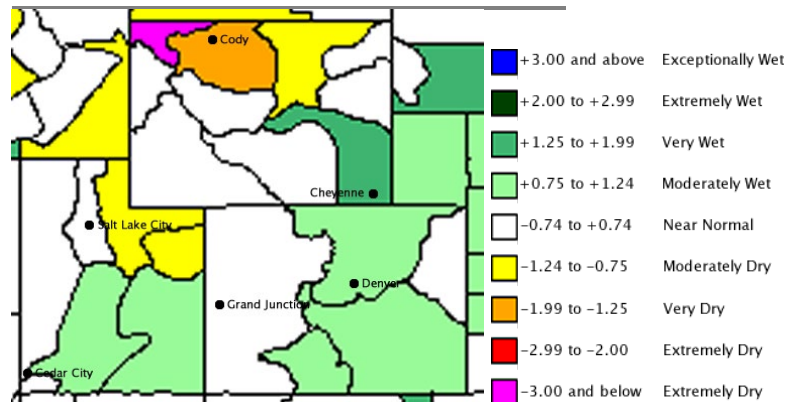 Cody
Cheyenne
Salt Lake City
Denver
Grand Junction
Cedar City
+3.00 and above Exceptionally Wet
+2.00 to +2.99 Extremely Wet
+1.25 to +1.99 Very Wet
+0.75 to +1.24 Moderately Wet
-0.74 to +0.74 Near Normal
-1.24 to -0.75 Moderately Dry
-1.99 to -1.25 Very Dry
-2.99 to -2.00 Extremely Dry
-3.00 and below Extremely Dry